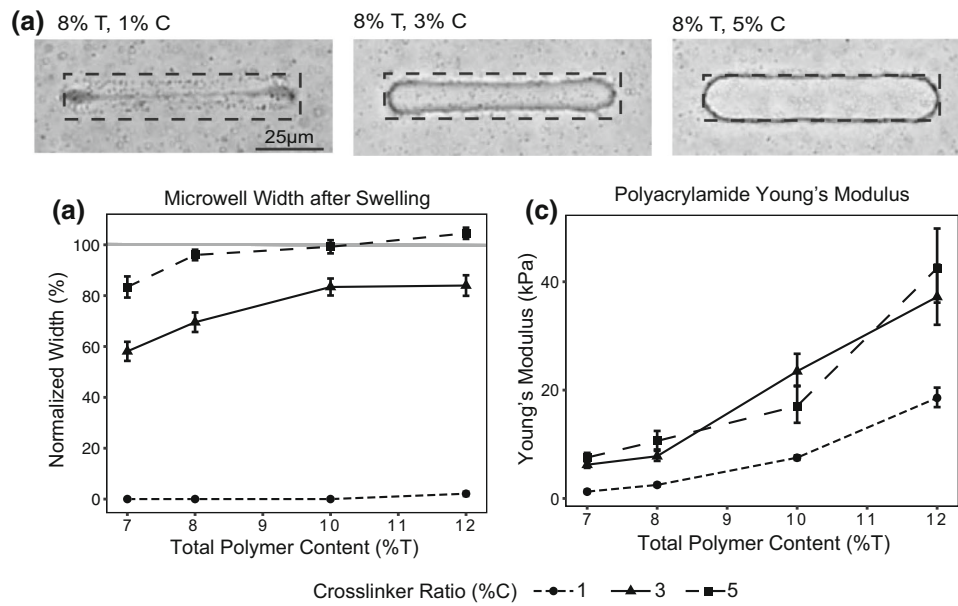 (a) 8% T, 1% C
8% T, 3% C
8% T, 5% C
25µm
(a)
Microwell Width after Swelling
Normalized Width (%)
100
80
60
40
20
0
7 8 9 10 11 12
Total Polymer Content (%T)
(c)
Polyacrylamide Young's Modulus
Young's Modulus (kPa)
40
20
0
7 8 9 10 11 12
Total Polymer Content (%T)
Crosslinker Ratio (%C) 1 3 5